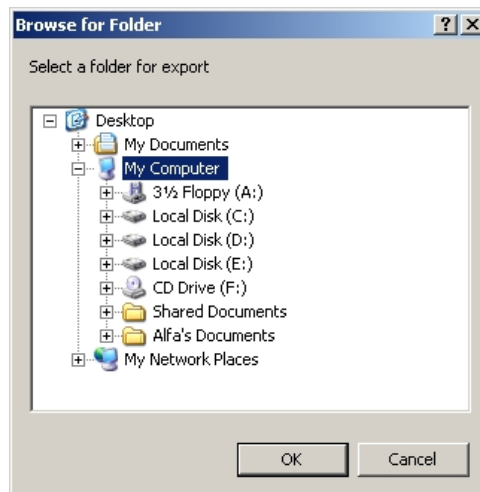 Browse for Folder
Select a folder for export
Desktop
My Documents
My Computer
3½ Floppy (A:)
Local Disk (C:)
Local Disk (D:)
Local Disk (E:)
CD Drive (F:)
Shared Documents
Alfa's Documents
My Network Places
OK Cancel